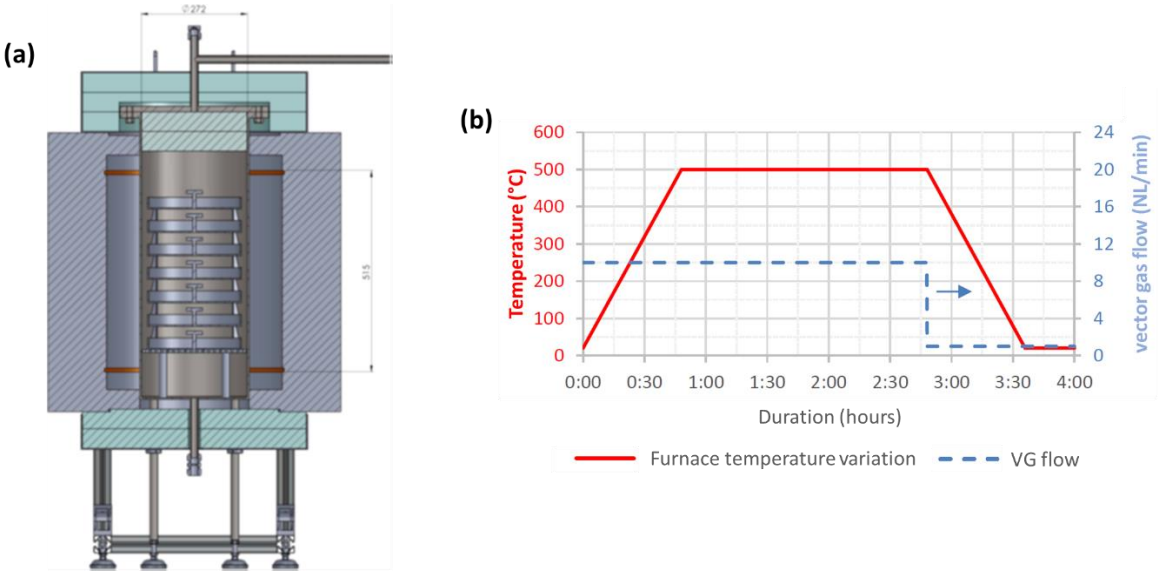 (a)
Ø272
515
(b)
Temperature (°C)
600
500
400
300
200
100
0
24
20
16
12
8
4
0
vector gas flow (NL/min)
0:00 0:30 1:00 1:30 2:00 2:30 3:00 3:30 4:00
Duration (hours)
Furnace temperature variation
VG flow